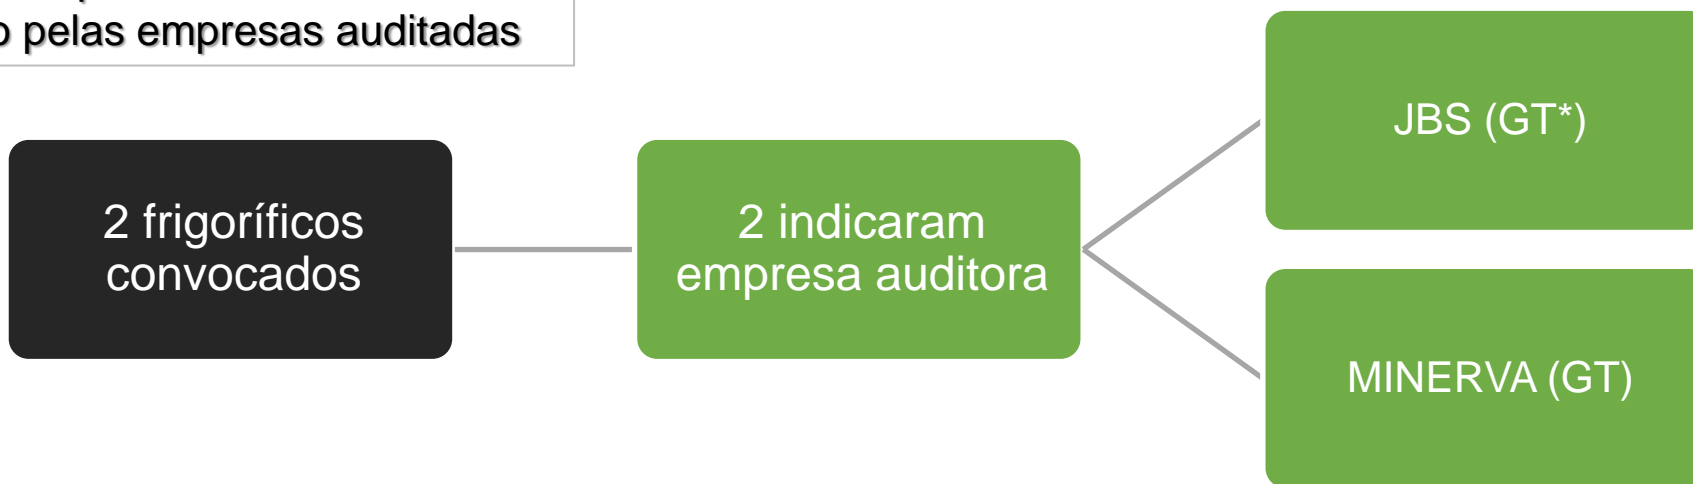 pelas empresas auditadas
2 frigoríficos
convocados
2 indicaram
empresa auditora
JBS (GT*)
MINERVA (GT)